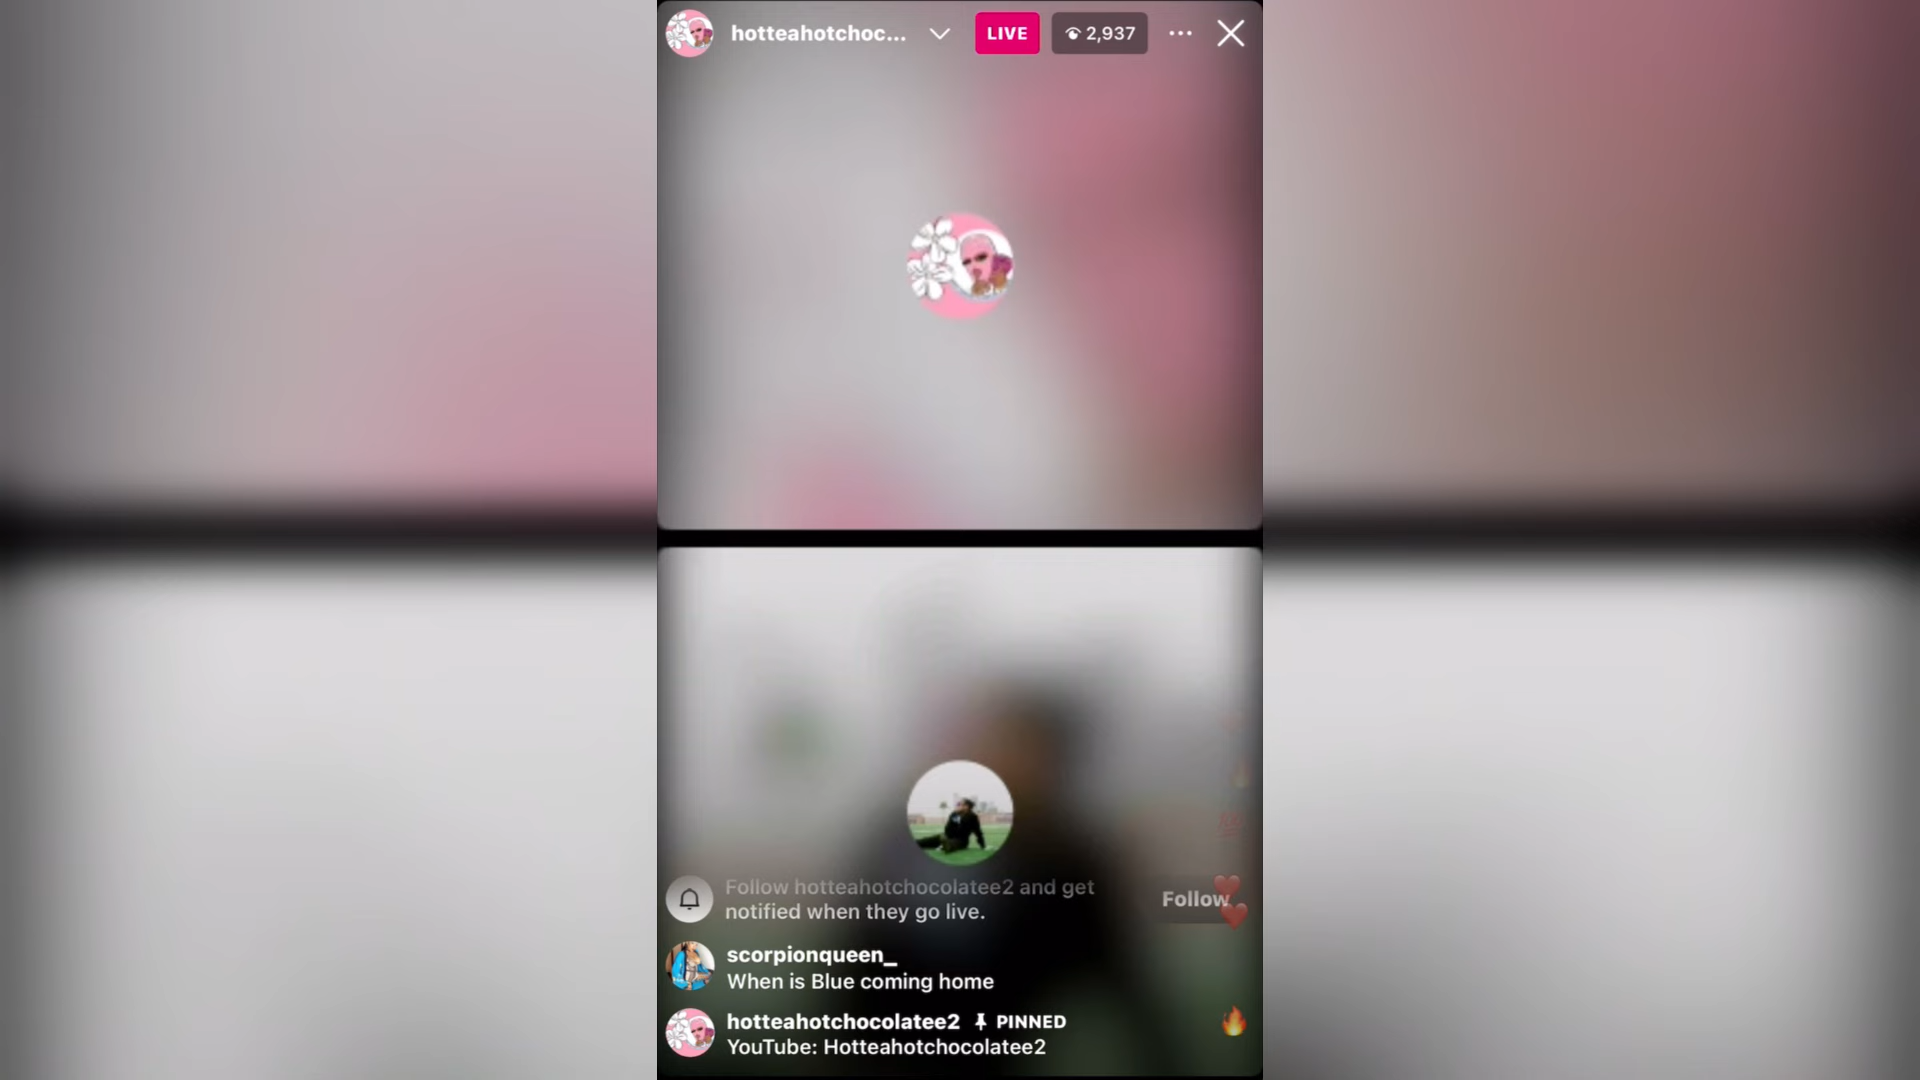 hotteahotchoc...
LIVE
2,937
Follow hotteahotchocolatee2 and get
notified when they go live.
Follow
scorpionqueen_
When is Blue coming home
hotteahotchocolatee2 PINNED
YouTube: Hotteahotchocolatee2